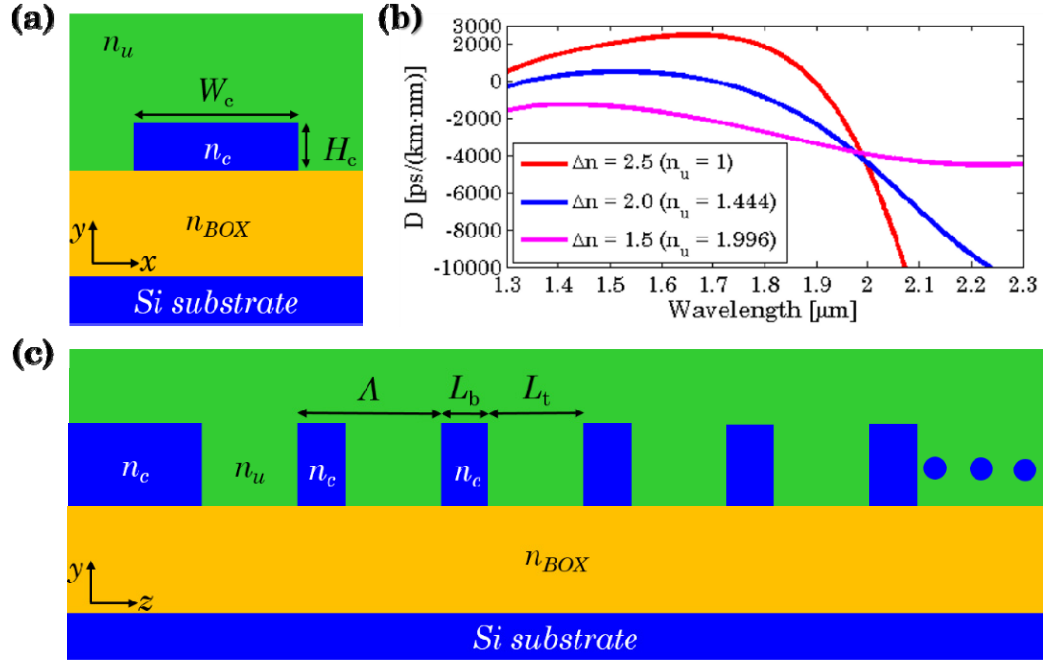 (a)
n_u
W_c
n_c
H_c
n_BOX
y
x
Si substrate
(b)
D [ps/(km·nm)]
3000
2000
0
-2000
-4000
-6000
-8000
-10000
Δn = 2.5 (n_u = 1)
Δn = 2.0 (n_u = 1.444)
Δn = 1.5 (n_u = 1.996)
1.3 1.4 1.5 1.6 1.7 1.8 1.9 2 2.1 2.2 2.3
Wavelength [μm]
(c)
Λ L_b L_t
n_c n_u n_c n_c
n_BOX
y
z
Si substrate